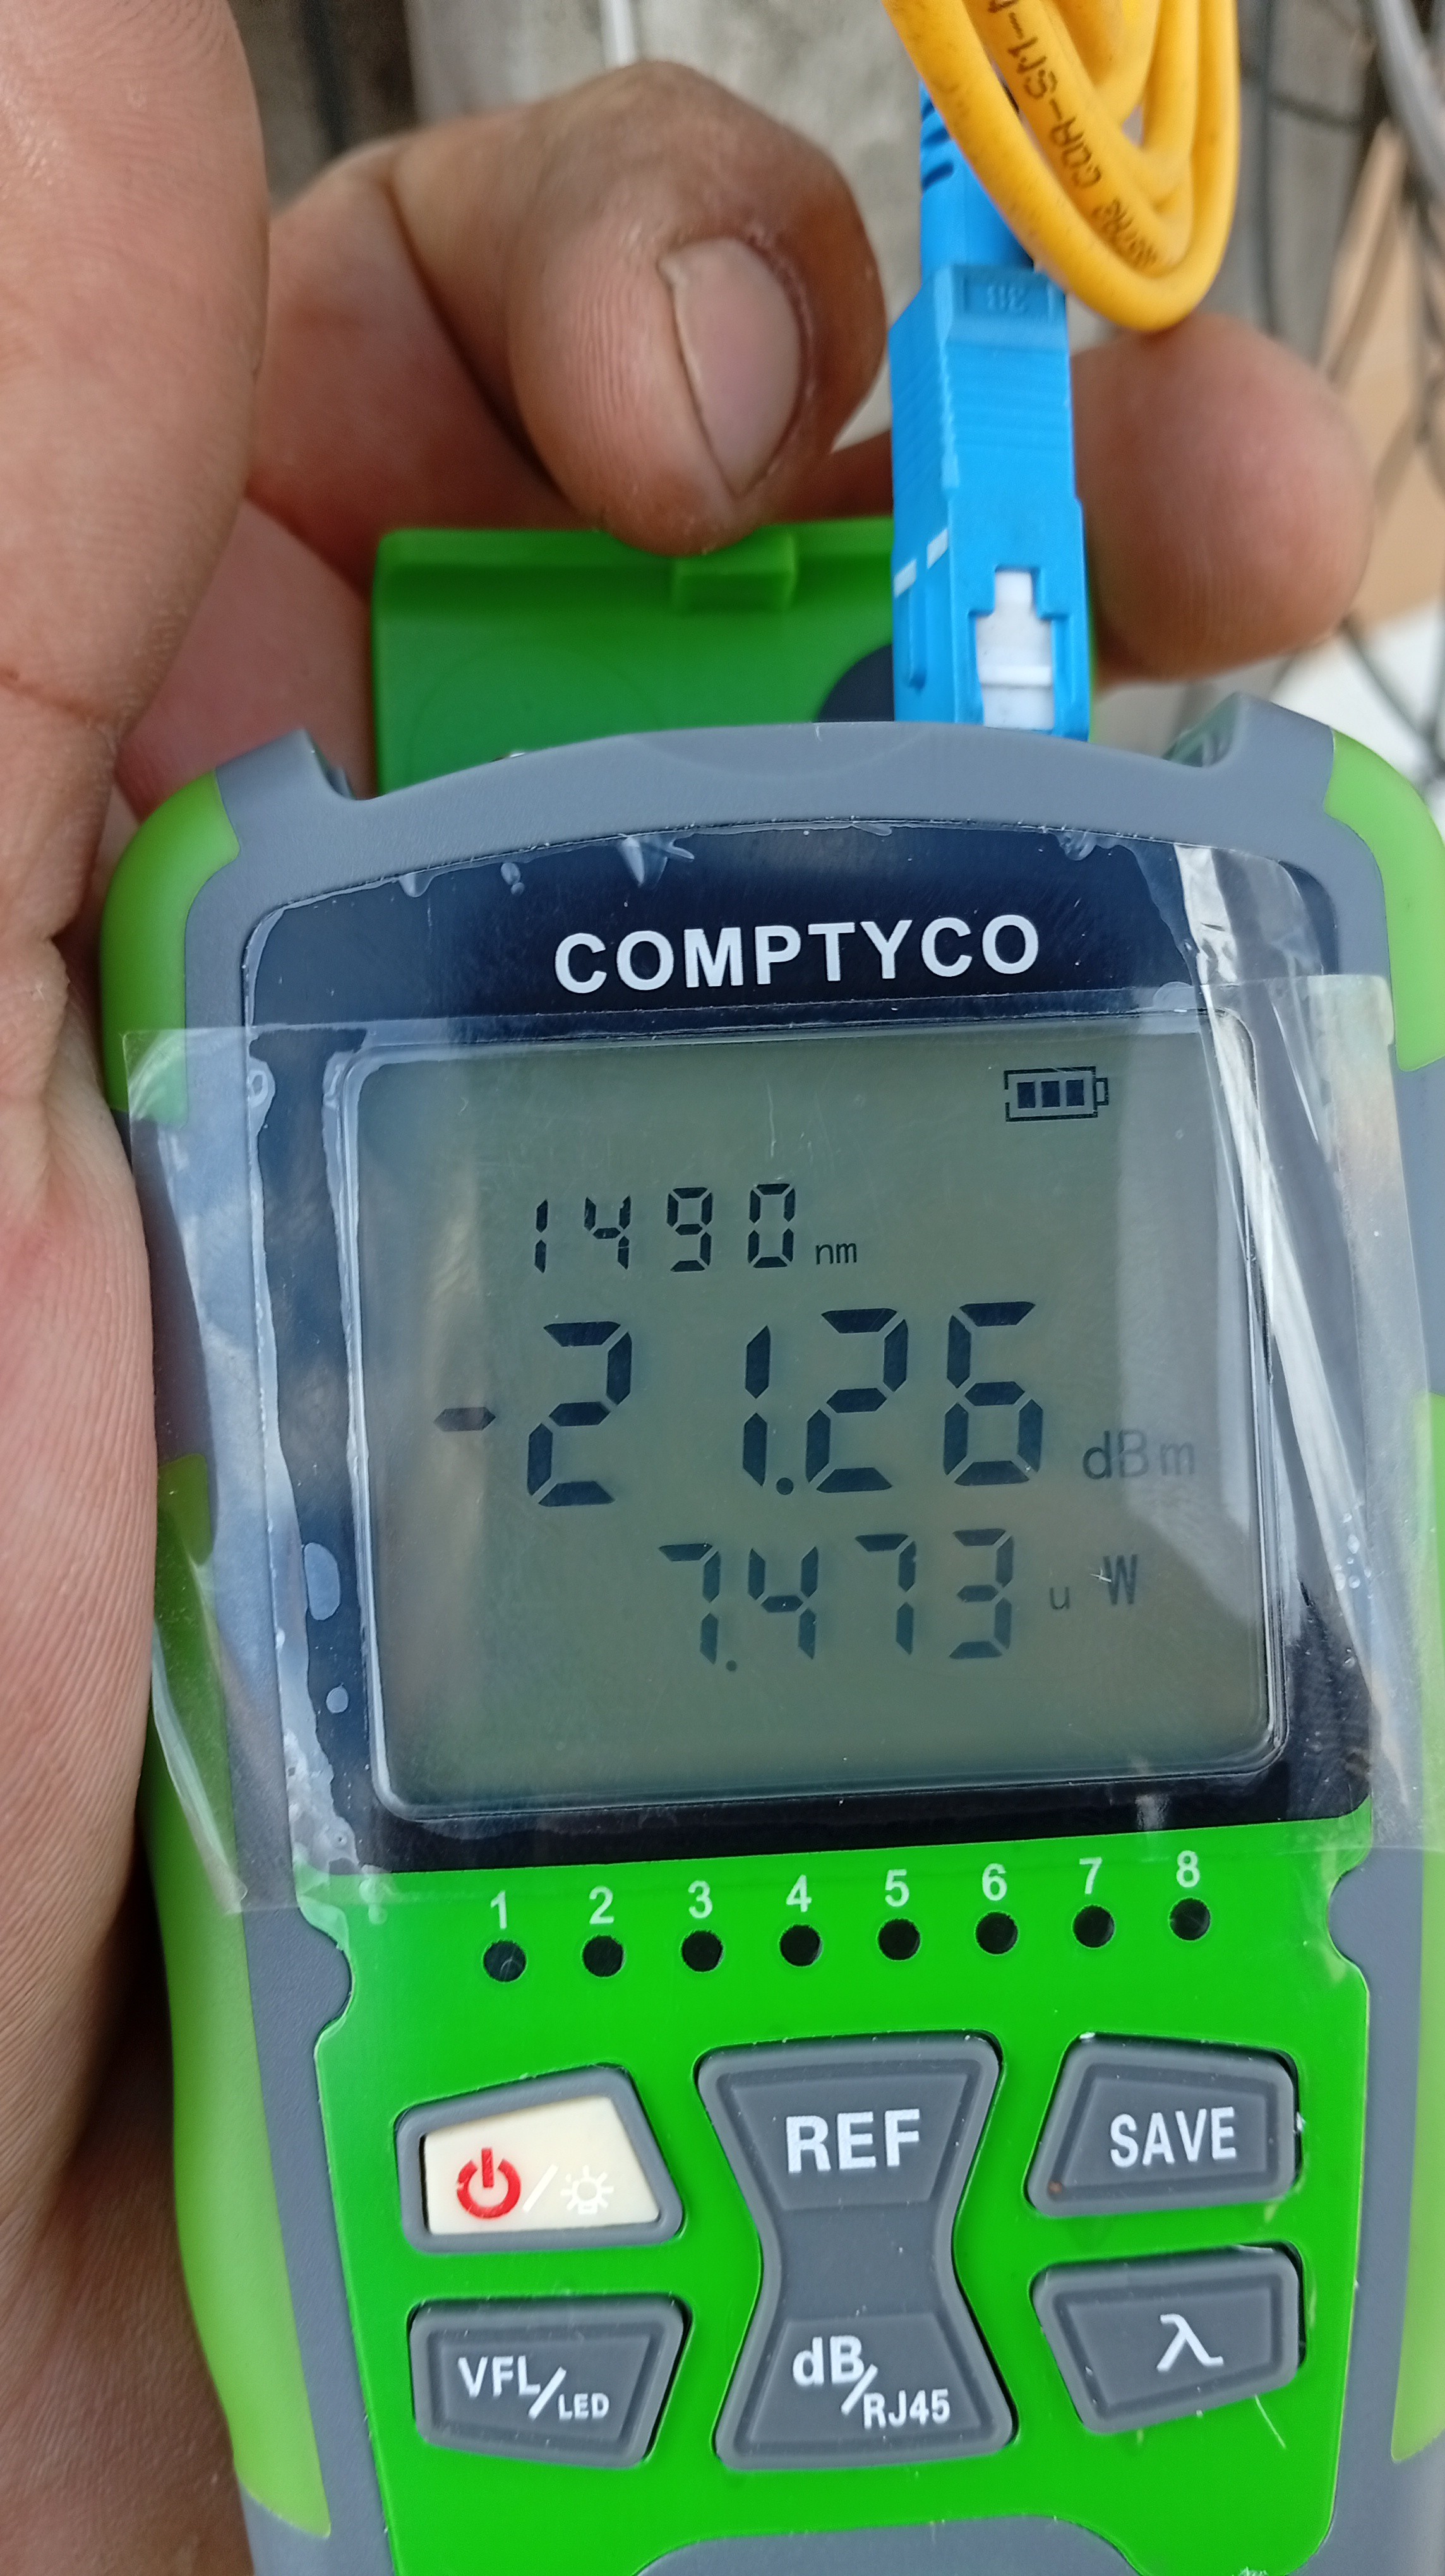 38
COMPTYCO
1490 nm
-21.26 dBm
7.473 uW
1 2 3 4 5 6 7 8
REF
SAVE
VFL/LED
dB/RJ45
λ